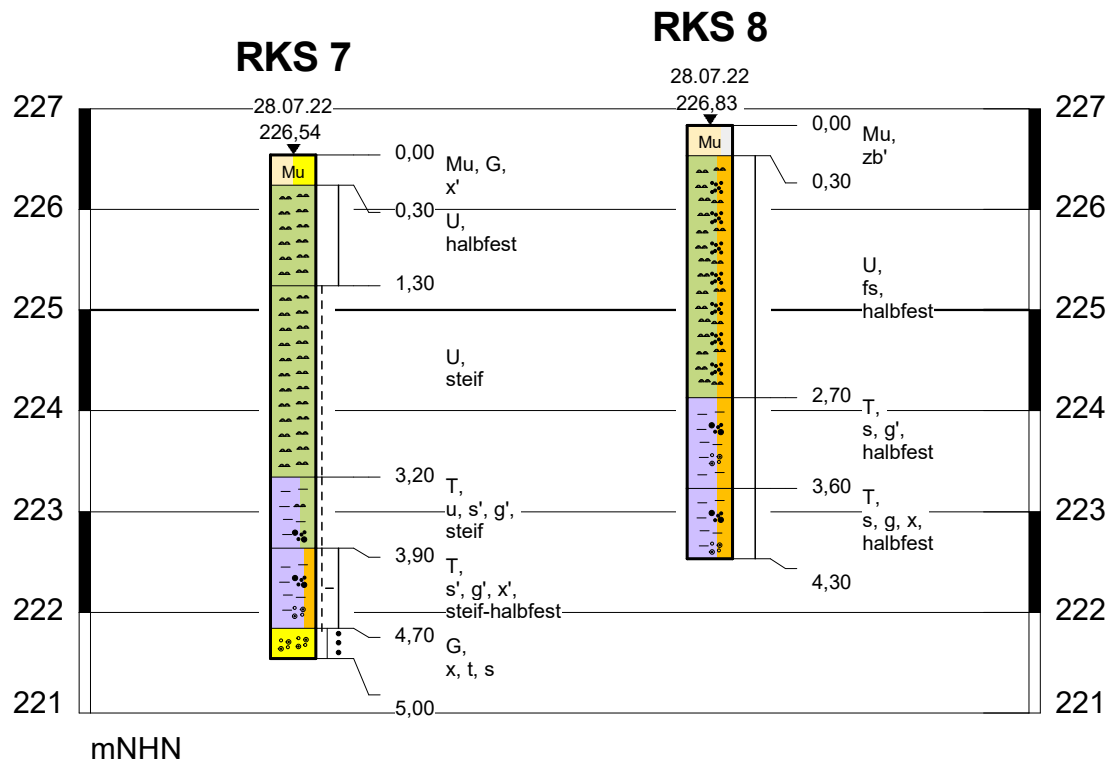 RKS 7
28.07.22
226,54
Mu
0,00
Mu, G,
x'
0,30
U,
halbfest
1,30
U,
steif
3,20
T,
u, s', g',
steif
3,90
T,
s', g', x',
steif-halbfest
4,70
G,
x, t, s
5,00
RKS 8
28.07.22
226,83
Mu
0,00
Mu,
zb'
0,30
U,
fs,
halbfest
2,70
T,
s, g',
halbfest
3,60
T,
s, g, x,
halbfest
4,30
227
226
225
224
223
222
221
mNHN
227
226
225
224
223
222
221